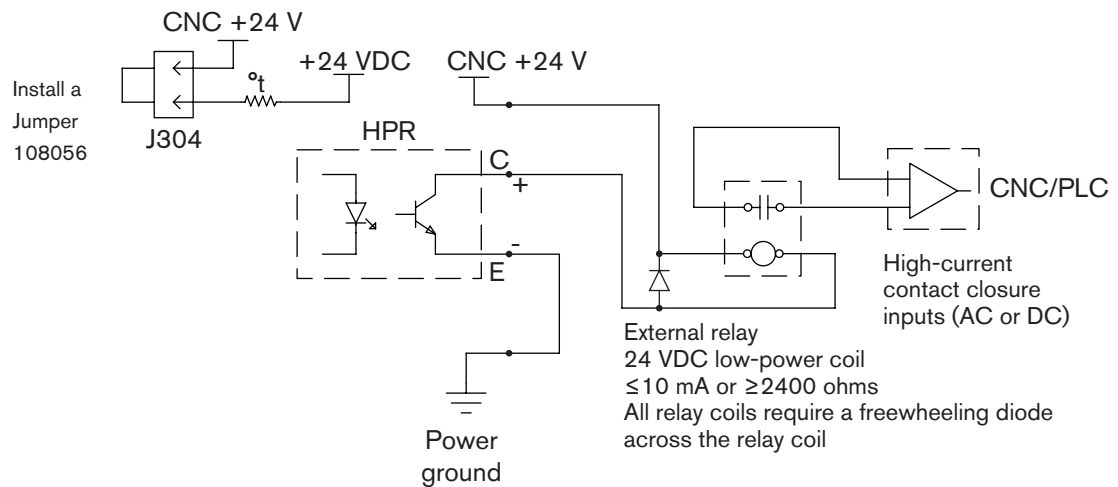 CNC +24 V
+24 VDC
CNC +24 V
°t
Install a
Jumper
108056
J304
HPR
C
+
-
E
CNC/PLC
High-current
contact closure
inputs (AC or DC)
External relay
24 VDC low-power coil
≤10 mA or ≥2400 ohms
All relay coils require a freewheeling diode
across the relay coil
Power
ground